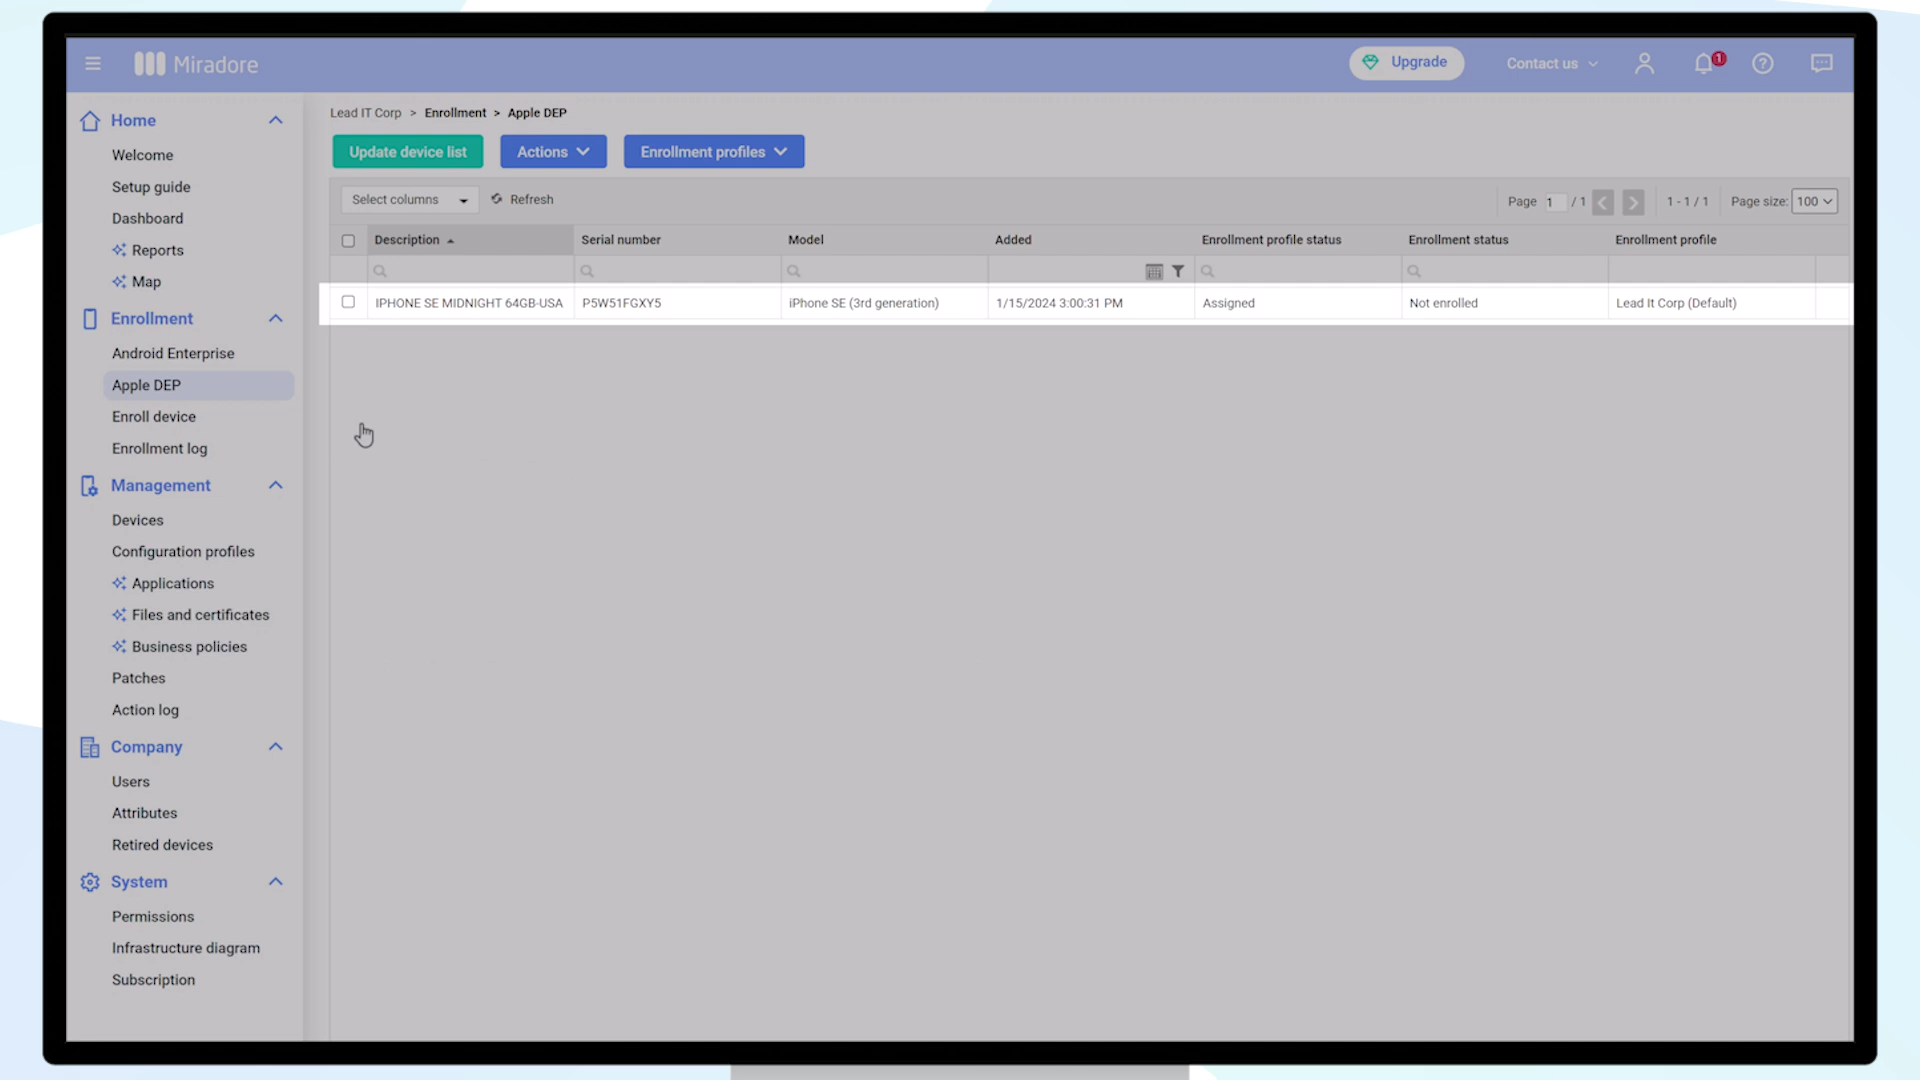 Miradore
Upgrade
Contact us
1
Home
Welcome
Setup guide
Dashboard
Reports
Map
Enrollment
Android Enterprise
Apple DEP
Enroll device
Enrollment log
Management
Devices
Configuration profiles
Applications
Files and certificates
Business policies
Patches
Action log
Company
Users
Attributes
Retired devices
System
Permissions
Infrastructure diagram
Subscription
Lead IT Corp > Enrollment > Apple DEP
Update device list Actions Enrollment profiles
Select columns Refresh Page 1 / 1 1 - 1 / 1 Page size: 100
Description Serial number Model Added Enrollment profile status Enrollment status Enrollment profile
IPHONE SE MIDNIGHT 64GB-USA P5W51FGXY5 iPhone SE (3rd generation) 1/15/2024 3:00:31 PM Assigned Not enrolled Lead It Corp (Default)